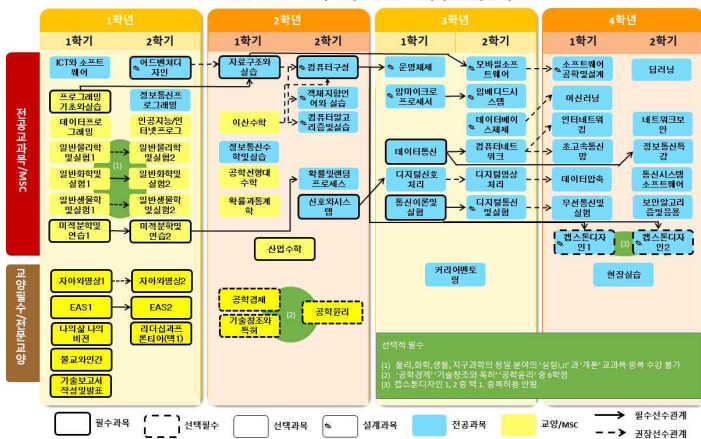 1학년
2학년
3학년
4학년
1학기
2학기
1학기
2학기
1학기
2학기
1학기
2학기
전공교과목/MSC
ICT와 소프트
웨어
어드벤처디
자인
자료구조와
실습
컴퓨터구성
운영체제
모바일소프
트웨어
소프트웨어
공학및설계
딥러닝
프로그래밍
기초와실습
정보통신프
로그래밍
객체지향언
어와 실습
임마이크로
프로세서
임베디드시
스템
머신러닝
데이터프로
그래밍
인공지능/인
터넷프로그
이산수학
컴퓨터알고
리즘및실습
데이터베이
스체제
인터네트워
킹
네트워크보
안
일반물리학
및실험1
일반물리학
및실험2
(1)
정보통신수
학및실습
데이터통신
컴퓨터네트
워크
초고속통신
망
정보통신특
강
일반화학및
실험1
일반화학및
실험2
공학선형대
수학
확률및랜덤
프로세스
디지털신호
처리
디지털영상
처리
데이터압축
통신시스템
소프트웨어
일반생물학
및실험1
일반생물학
및실험2
확률과통계
학
신호와시스
템
통신이론및
실험
디지털통신
및실험
무선통신및
실험
보안알고리
즘및응용
미적분학및
연습1
미적분학및
연습2
산업수학
캡스톤디자
인1
(3)
캡스톤디자
인2
교양필수/전문교양
자아와명상1
자아와명상2
커리어멘토
링
현장실습
EAS1
EAS2
공학경제
(2)
공학윤리
나의삶 나의
비전
리더십과프
론티어(택1)
기술창조와
특허
불교와인간
기술보고서
작성및발표
선택적 필수
(1) 물리,화학,생물, 지구과학의 동일 분야의 '실험I,II' 과 '개론' 교과목 중복 수강 불가
(2) '공학경제' '기술창조와 특허' '공학윤리' 중 6학점
(3) 캡스톤디자인 1, 2 중 택 1. 중복허용 안됨.
필수과목
선택필수
선택과목
설계과목
전공과목
교양/MSC
필수선수관계
권장선수관계